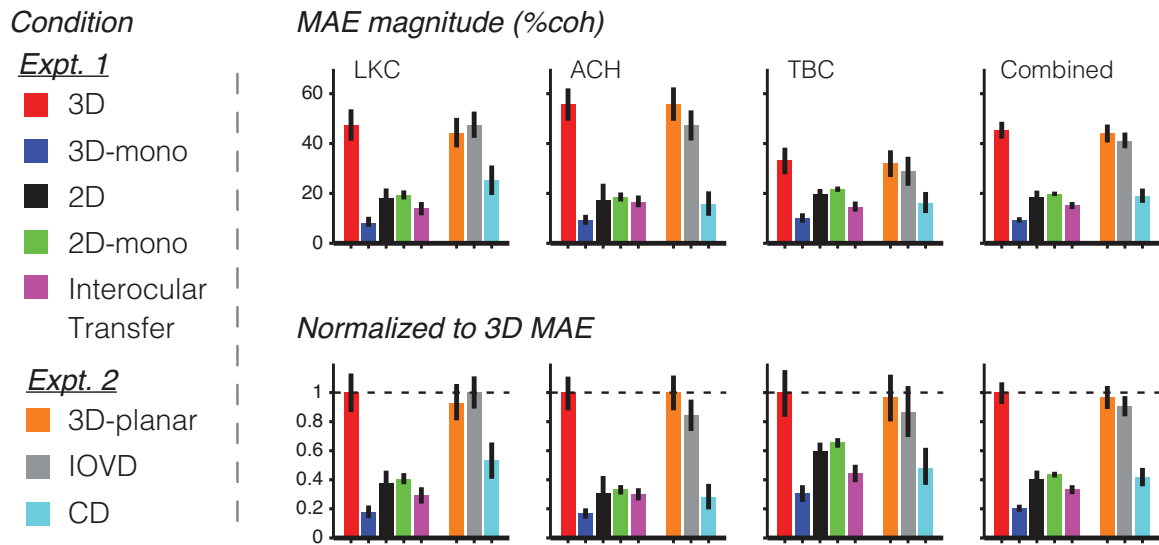 Condition
Expt. 1
3D
3D-mono
2D
2D-mono
Interocular
Transfer
Expt. 2
3D-planar
IOVD
CD
MAE magnitude (%coh)
LKC
ACH
TBC
Combined
60
40
20
0
Normalized to 3D MAE
1
0.8
0.6
0.4
0.2
0